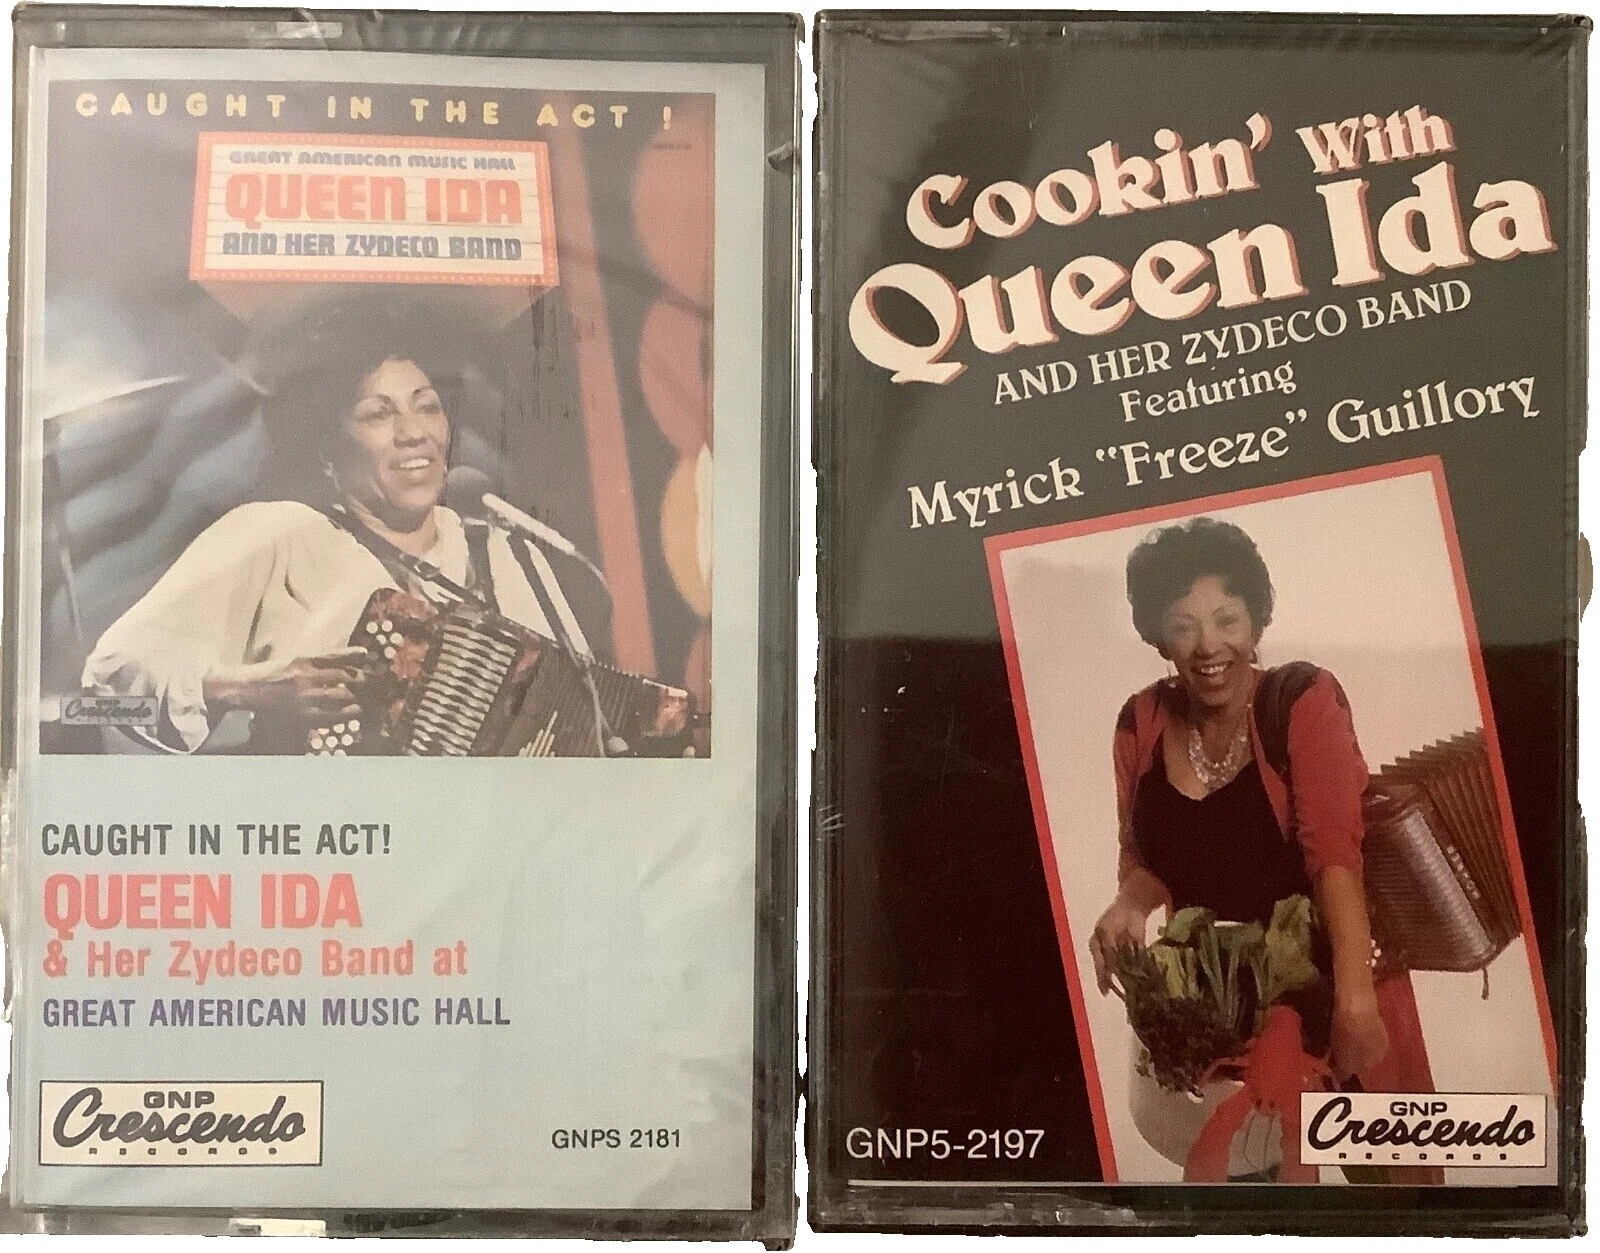 CAUGHT IN THE ACT !
GREAT AMERICAN MUSIC HALL
QUEEN IDA
AND HER ZYDECO BAND
GNP
Crescendo
CAUGHT IN THE ACT!
QUEEN IDA
& Her Zydeco Band at
GREAT AMERICAN MUSIC HALL
GNP
Crescendo
RECORDS
GNPS 2181
Cookin' With
Queen Ida
AND HER ZYDECO BAND
Featuring
Myrick "Freeze" Guillory
GNP5-2197
GNP
Crescendo
RECORDS